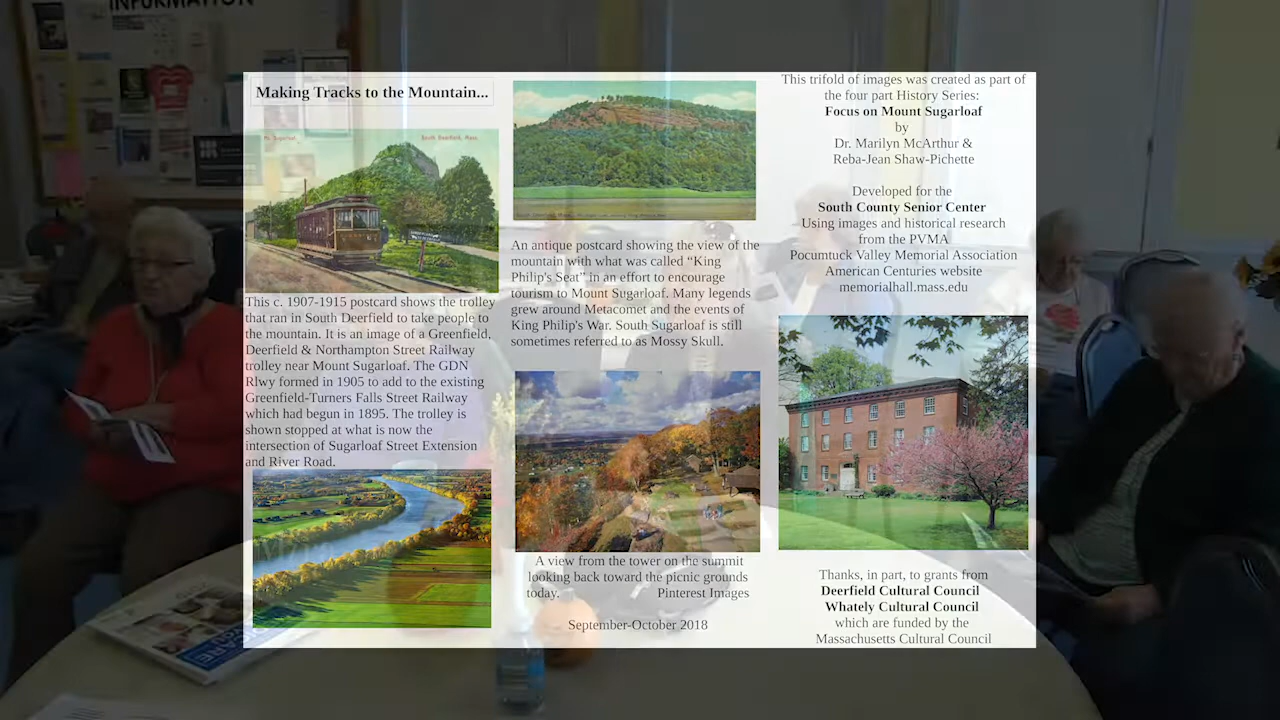 INFORMATION
Making Tracks to the Mountain...
Mt. Sugarloaf.
South Deerfield, Mass.
This c. 1907-1915 postcard shows the trolley
that ran in South Deerfield to take people to
the mountain. It is an image of a Greenfield,
Deerfield & Northampton Street Railway
trolley near Mount Sugarloaf. The GDN
Rlwy formed in 1905 to add to the existing
Greenfield-Turners Falls Street Railway
which had begun in 1895. The trolley is
shown stopped at what is now the
intersection of Sugarloaf Street Extension
and River Road.
An antique postcard showing the view of the
mountain with what was called “King
Philip's Seat” in an effort to encourage
tourism to Mount Sugarloaf. Many legends
grew around Metacomet and the events of
King Philip's War. South Sugarloaf is still
sometimes referred to as Mossy Skull.
A view from the tower on the summit
looking back toward the picnic grounds
today. Pinterest Images
September-October 2018
This trifold of images was created as part of
the four part History Series:
Focus on Mount Sugarloaf
by
Dr. Marilyn McArthur &
Reba-Jean Shaw-Pichette
Developed for the
South County Senior Center
Using images and historical research
from the PVMA
Pocumtuck Valley Memorial Association
American Centuries website
memorialhall.mass.edu
Thanks, in part, to grants from
Deerfield Cultural Council
Whately Cultural Council
which are funded by the
Massachusetts Cultural Council